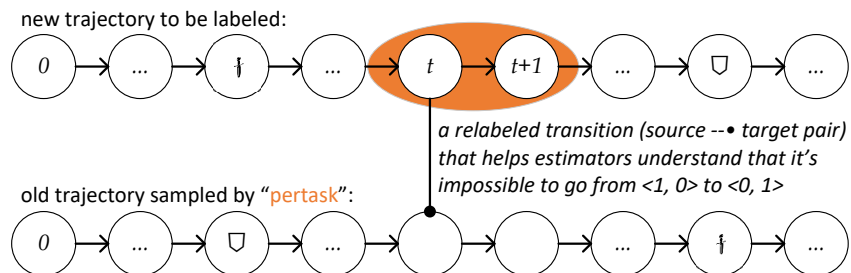 new trajectory to be labeled:
0 ... ... t t+1 ... ...
a relabeled transition (source --• target pair)
that helps estimators understand that it's
impossible to go from <1, 0> to <0, 1>
old trajectory sampled by “pertask”:
0 ... ... ... ...